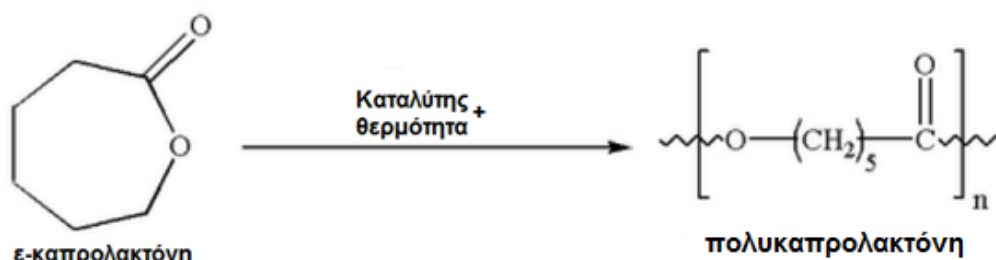 O
O
ε-καπρολακτόνη
Καταλύτης +
θερμότητα
O
O (CH₂)₅ C
n
πολυκαπρολακτόνη